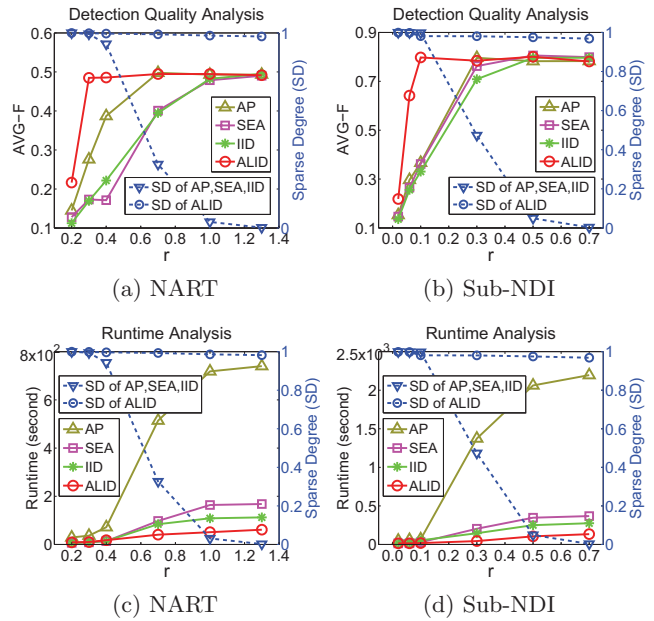 Detection Quality Analysis
0.6
0.5
0.4
0.3
0.2
0.1
AVG-F
1
0.8
0.6
0.4
0.2
0
Sparse Degree (SD)
AP
SEA
IID
ALID
SD of AP,SEA,IID
SD of ALID
0.2 0.4 0.6 0.8 1.0 1.2 1.4
r
(a) NART
Detection Quality Analysis
0.9
0.7
0.5
0.3
0.1
AVG-F
1
0.8
0.6
0.4
0.2
0
Sparse Degree (SD)
AP
SEA
IID
ALID
SD of AP,SEA,IID
SD of ALID
0.0 0.1 0.2 0.3 0.4 0.5 0.6 0.7
r
(b) Sub-NDI
Runtime Analysis
8x10²
6
4
2
0
Runtime (second)
1
0.8
0.6
0.4
0.2
0
Sparse Degree (SD)
SD of AP,SEA,IID
SD of ALID
AP
SEA
IID
ALID
0.2 0.4 0.6 0.8 1.0 1.2 1.4
r
(c) NART
Runtime Analysis
2.5x10³
2
1.5
1
0.5
0
Runtime (second)
1
0.8
0.6
0.4
0.2
0
Sparse Degree (SD)
SD of AP,SEA,IID
SD of ALID
AP
SEA
IID
ALID
0.0 0.1 0.2 0.3 0.4 0.5 0.6 0.7
r
(d) Sub-NDI